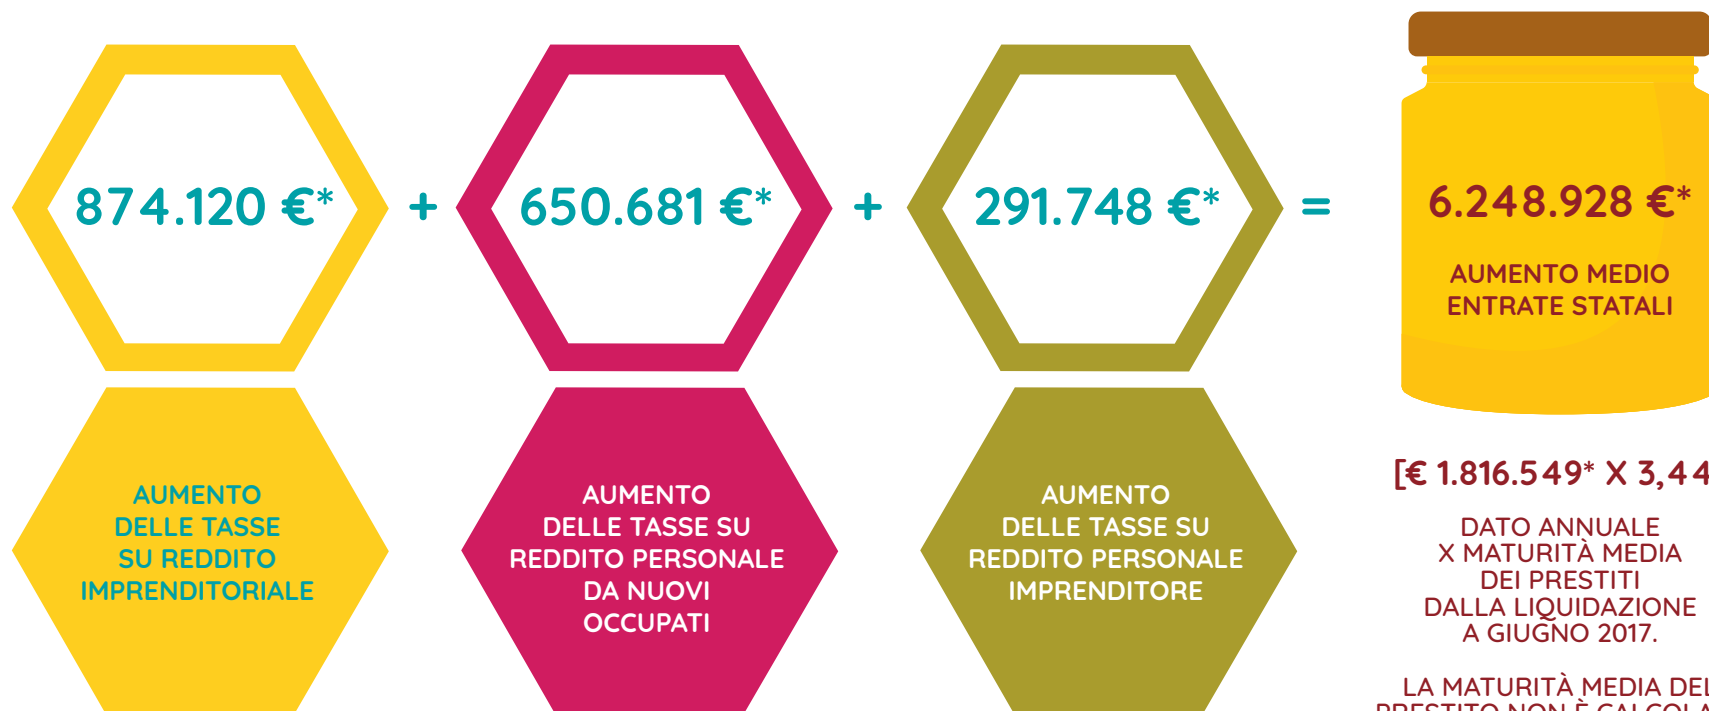 874.120 €* + 650.681 €* + 291.748 €* = 6.248.928 €*
AUMENTO MEDIO
ENTRATE STATALI
AUMENTO
DELLE TASSE
SU REDDITO
IMPRENDITORIALE
AUMENTO
DELLE TASSE SU
REDDITO PERSONALE
DA NUOVI
OCCUPATI
AUMENTO
DELLE TASSE SU
REDDITO PERSONALE
IMPRENDITORE
[€ 1.816.549* X 3,44
DATO ANNUALE
X MATURITÀ MEDIA
DEI PRESTITI
DALLA LIQUIDAZIONE
A GIUGNO 2017.
LA MATURITÀ MEDIA DEL
PRESTITO NON È